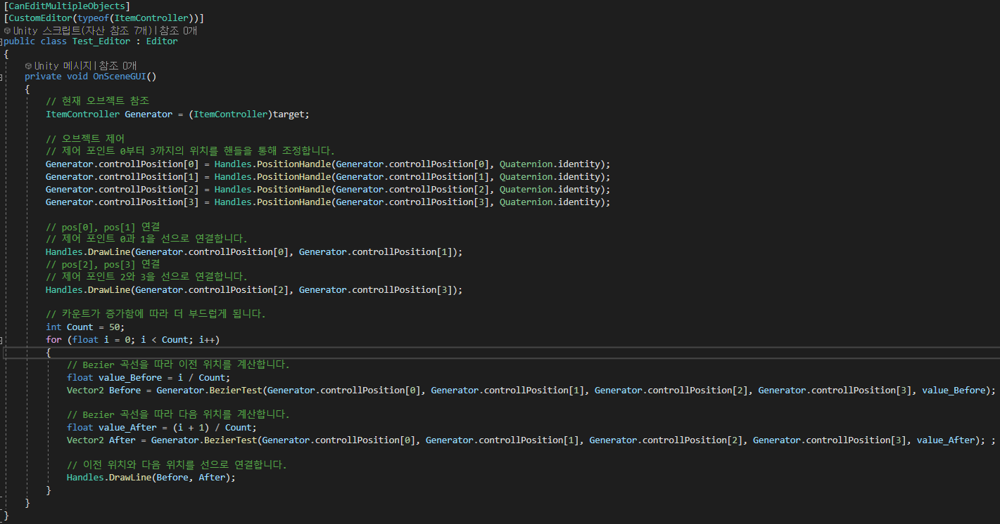 [CanEditMultipleObjects]
[CustomEditor(typeof(ItemController))]
Unity 스크립트(자산 참조 7개)|참조 0개
public class Test_Editor : Editor
{
Unity 메시지|참조 0개
private void OnSceneGUI()
{
// 현재 오브젝트 참조
ItemController Generator = (ItemController)target;
// 오브젝트 제어
// 제어 포인트 0부터 3까지의 위치를 핸들을 통해 조정합니다.
Generator.controllPosition[0] = Handles.PositionHandle(Generator.controllPosition[0], Quaternion.identity);
Generator.controllPosition[1] = Handles.PositionHandle(Generator.controllPosition[1], Quaternion.identity);
Generator.controllPosition[2] = Handles.PositionHandle(Generator.controllPosition[2], Quaternion.identity);
Generator.controllPosition[3] = Handles.PositionHandle(Generator.controllPosition[3], Quaternion.identity);
// pos[0], pos[1] 연결
// 제어 포인트 0과 1을 선으로 연결합니다.
Handles.DrawLine(Generator.controllPosition[0], Generator.controllPosition[1]);
// pos[2], pos[3] 연결
// 제어 포인트 2와 3을 선으로 연결합니다.
Handles.DrawLine(Generator.controllPosition[2], Generator.controllPosition[3]);
// 카운트가 증가함에 따라 더 부드럽게 됩니다.
int Count = 50;
for (float i = 0; i < Count; i++)
{
// Bezier 곡선을 따라 이전 위치를 계산합니다.
float value_Before = i / Count;
Vector2 Before = Generator.BezierTest(Generator.controllPosition[0], Generator.controllPosition[1], Generator.controllPosition[2], Generator.controllPosition[3], value_Before);
// Bezier 곡선을 따라 다음 위치를 계산합니다.
float value_After = (i + 1) / Count;
Vector2 After = Generator.BezierTest(Generator.controllPosition[0], Generator.controllPosition[1], Generator.controllPosition[2], Generator.controllPosition[3], value_After); ;
// 이전 위치와 다음 위치를 선으로 연결합니다.
Handles.DrawLine(Before, After);
}
}
}